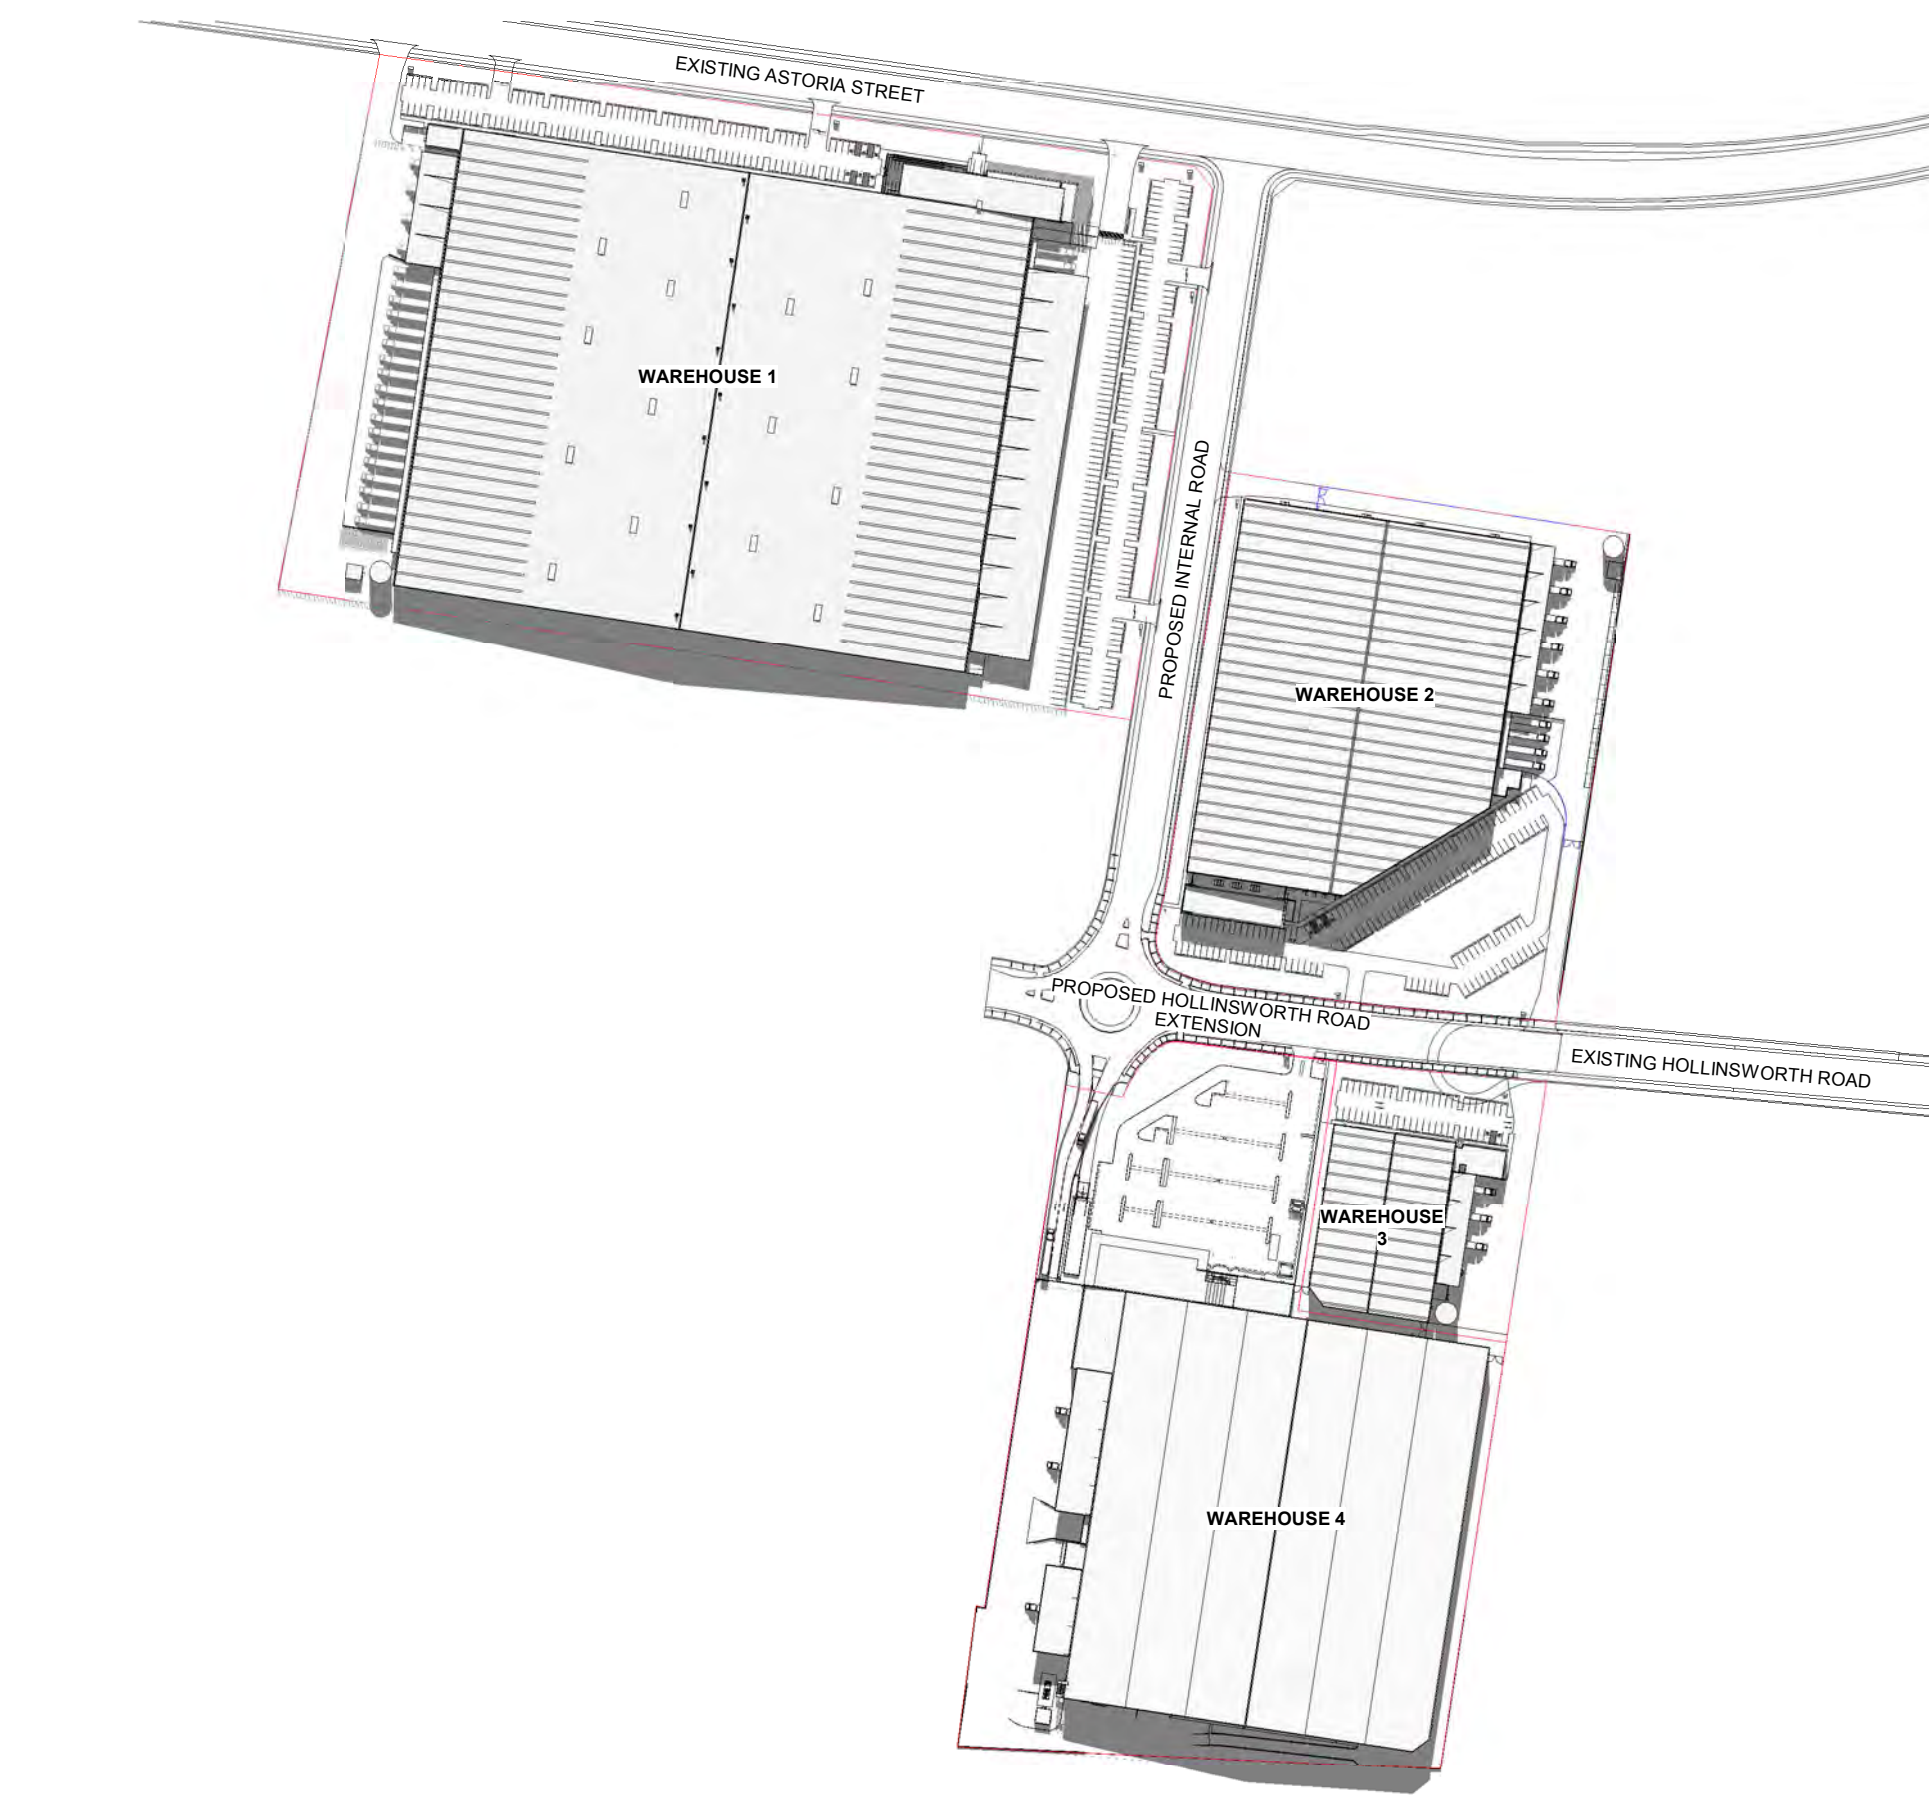 EXISTING ASTORIA STREET
WAREHOUSE 1
PROPOSED INTERNAL ROAD
WAREHOUSE 2
PROPOSED HOLLINSWORTH ROAD
EXTENSION
EXISTING HOLLINSWORTH ROAD
WAREHOUSE
3
WAREHOUSE 4